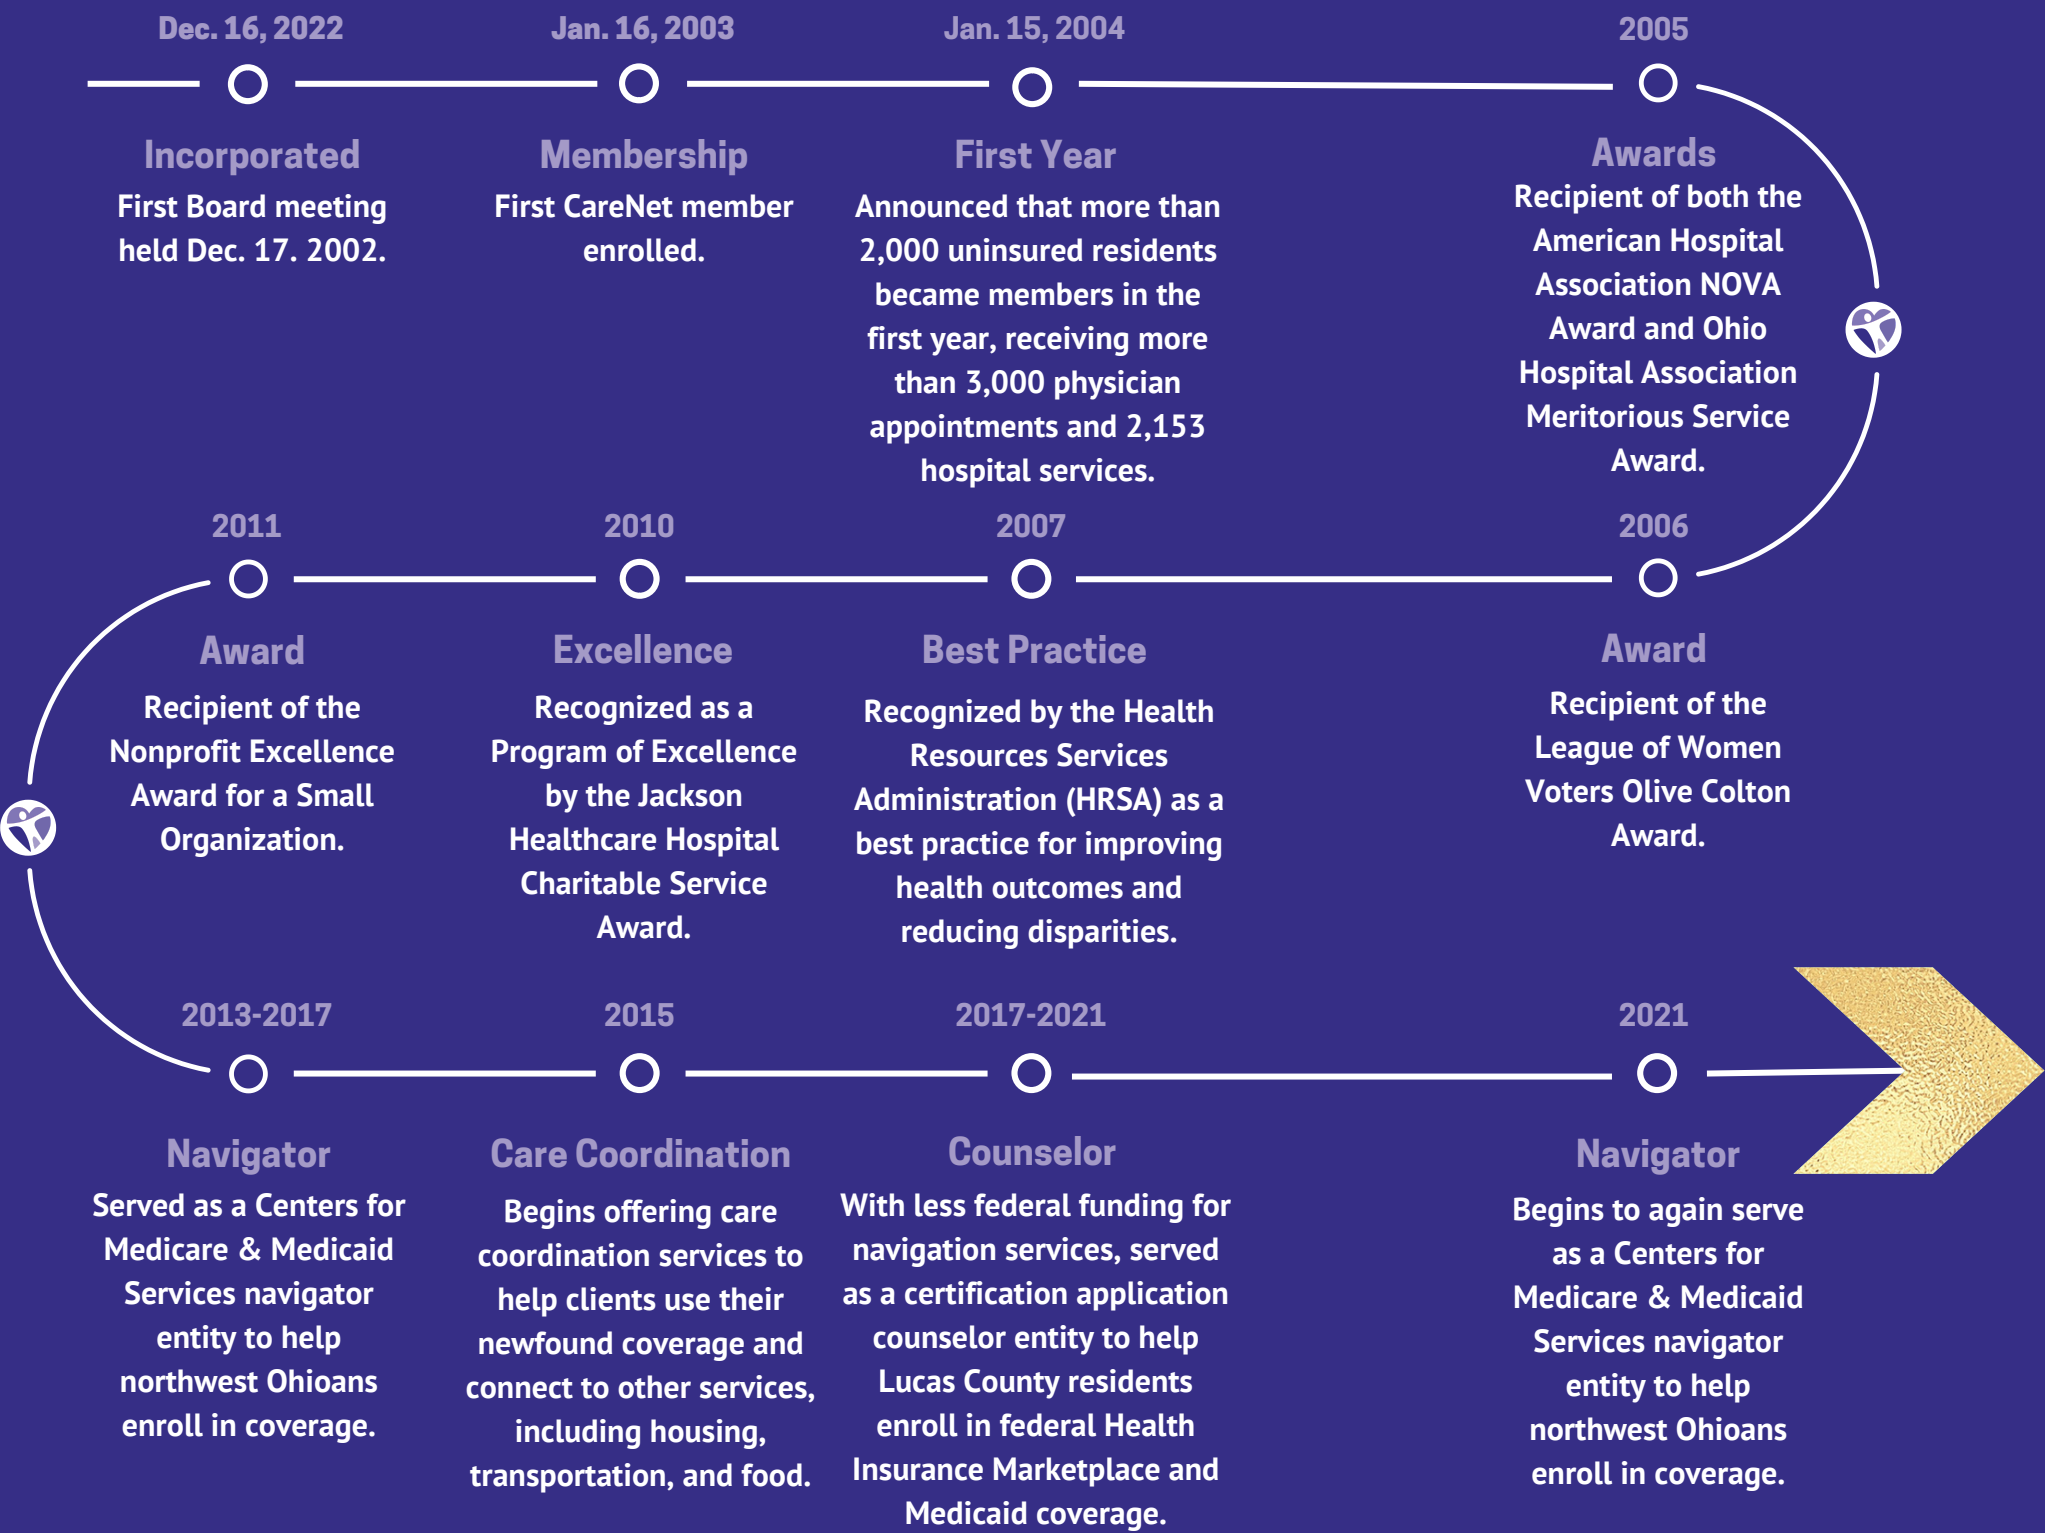 Dec. 16, 2022
Incorporated
First Board meeting
held Dec. 17. 2002.
Jan. 16, 2003
Membership
First CareNet member
enrolled.
Jan. 15, 2004
First Year
Announced that more than
2,000 uninsured residents
became members in the
first year, receiving more
than 3,000 physician
appointments and 2,153
hospital services.
2005
Awards
Recipient of both the
American Hospital
Association NOVA
Award and Ohio
Hospital Association
Meritorious Service
Award.
2006
Award
Recipient of the
League of Women
Voters Olive Colton
Award.
2007
Best Practice
Recognized by the Health
Resources Services
Administration (HRSA) as a
best practice for improving
health outcomes and
reducing disparities.
2010
Excellence
Recognized as a
Program of Excellence
by the Jackson
Healthcare Hospital
Charitable Service
Award.
2011
Award
Recipient of the
Nonprofit Excellence
Award for a Small
Organization.
2013-2017
Navigator
Served as a Centers for
Medicare & Medicaid
Services navigator
entity to help
northwest Ohioans
enroll in coverage.
2015
Care Coordination
Begins offering care
coordination services to
help clients use their
newfound coverage and
connect to other services,
including housing,
transportation, and food.
2017-2021
Counselor
With less federal funding for
navigation services, served
as a certification application
counselor entity to help
Lucas County residents
enroll in federal Health
Insurance Marketplace and
Medicaid coverage.
2021
Navigator
Begins to again serve
as a Centers for
Medicare & Medicaid
Services navigator
entity to help
northwest Ohioans
enroll in coverage.